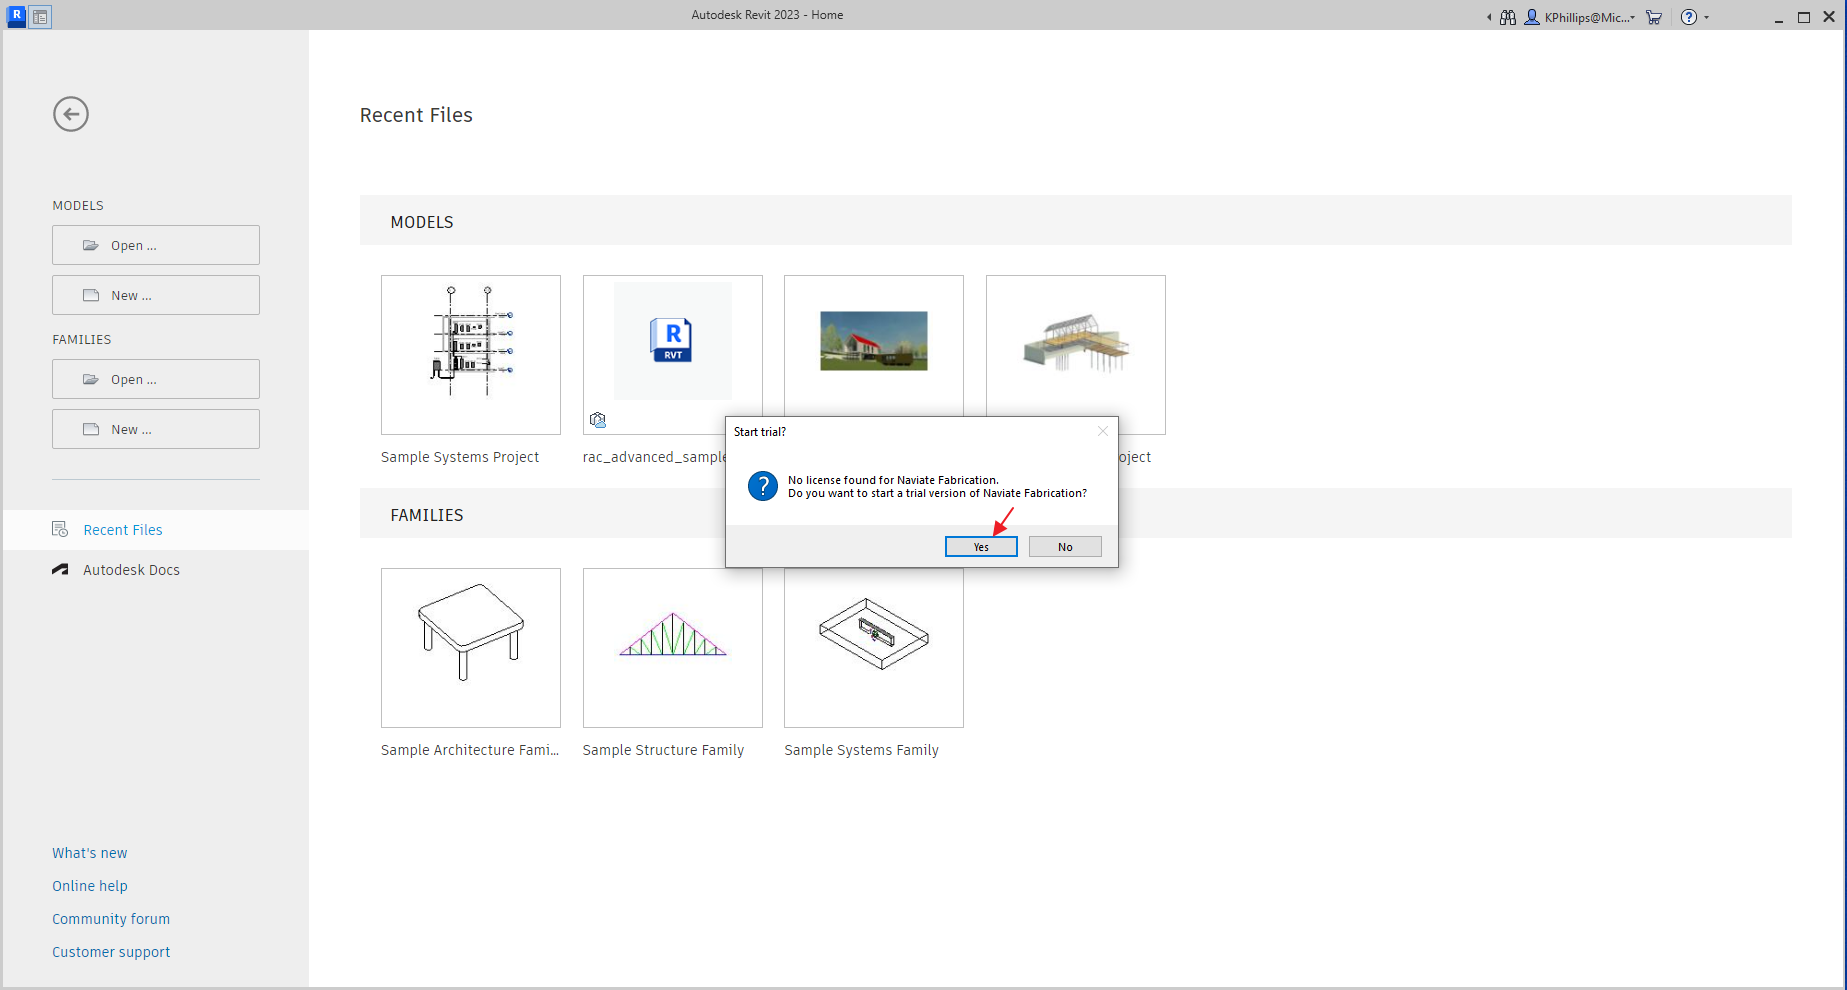 R
Autodesk Revit 2023 - Home
KPhillips@Mic...
?
Recent Files
MODELS
Open ...
New ...
FAMILIES
Open ...
New ...
Recent Files
Autodesk Docs
What's new
Online help
Community forum
Customer support
MODELS
R
RVT
Sample Systems Project
rac_advanced_sample
oject
Start trial?
?
No license found for Naviate Fabrication.
Do you want to start a trial version of Naviate Fabrication?
Yes
No
FAMILIES
Sample Architecture Fami...
Sample Structure Family
Sample Systems Family